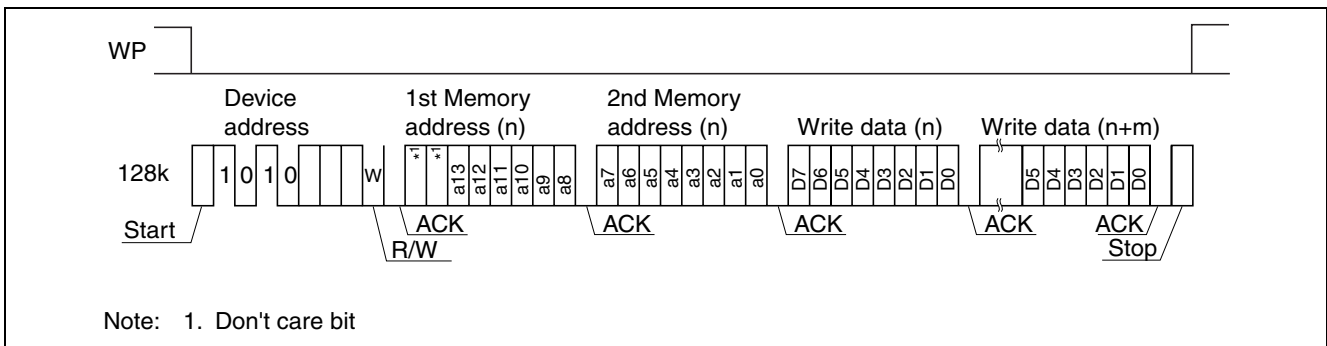 WP
Device address
1st Memory address (n)
2nd Memory address (n)
Write data (n)
Write data (n+m)
128k
1 0 1 0 W *1 *1 a13 a12 a11 a10 a9 a8 a7 a6 a5 a4 a3 a2 a1 a0 D7 D6 D5 D4 D3 D2 D1 D0 D5 D4 D3 D2 D1 D0
Start
R/W
ACK
ACK
ACK
ACK
ACK
Stop
Note: 1. Don't care bit